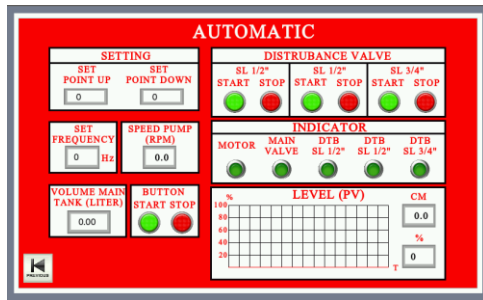 AUTOMATIC
SETTING
SET POINT UP
SET POINT DOWN
0
0
DISTRUBANCE VALVE
SL 1/2"
START STOP
SL 1/2"
START STOP
SL 3/4"
START STOP
SET FREQUENCY
0 Hz
SPEED PUMP (RPM)
0.0
INDICATOR
MOTOR
MAIN VALVE
DTB SL 1/2"
DTB SL 1/2"
DTB SL 3/4"
VOLUME MAIN TANK (LITER)
0.00
BUTTON
START STOP
LEVEL (PV)
%
100
80
60
40
20
T
CM
0.0
%
0
PREVIOUS